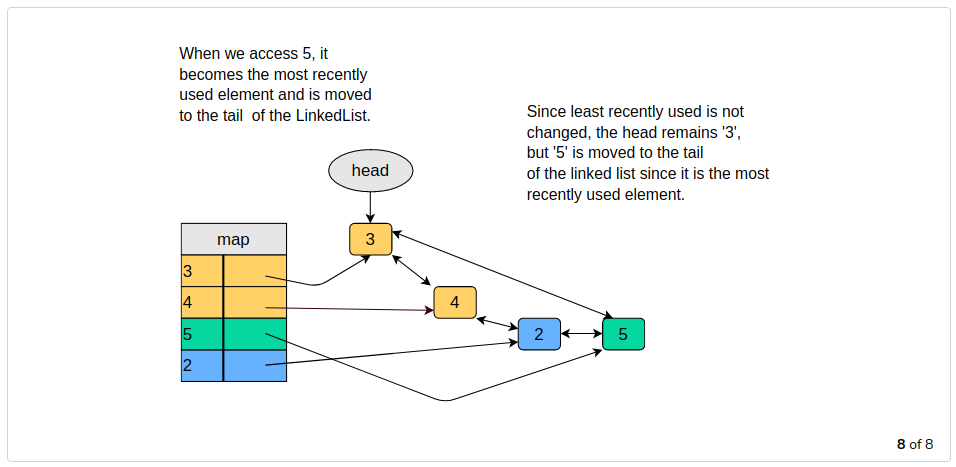 When we access 5, it
becomes the most recently
used element and is moved
to the tail of the LinkedList.
Since least recently used is not
changed, the head remains '3',
but '5' is moved to the tail
of the linked list since it is the most
recently used element.
head
map
3
3
4
4
5
2
5
2
8 of 8